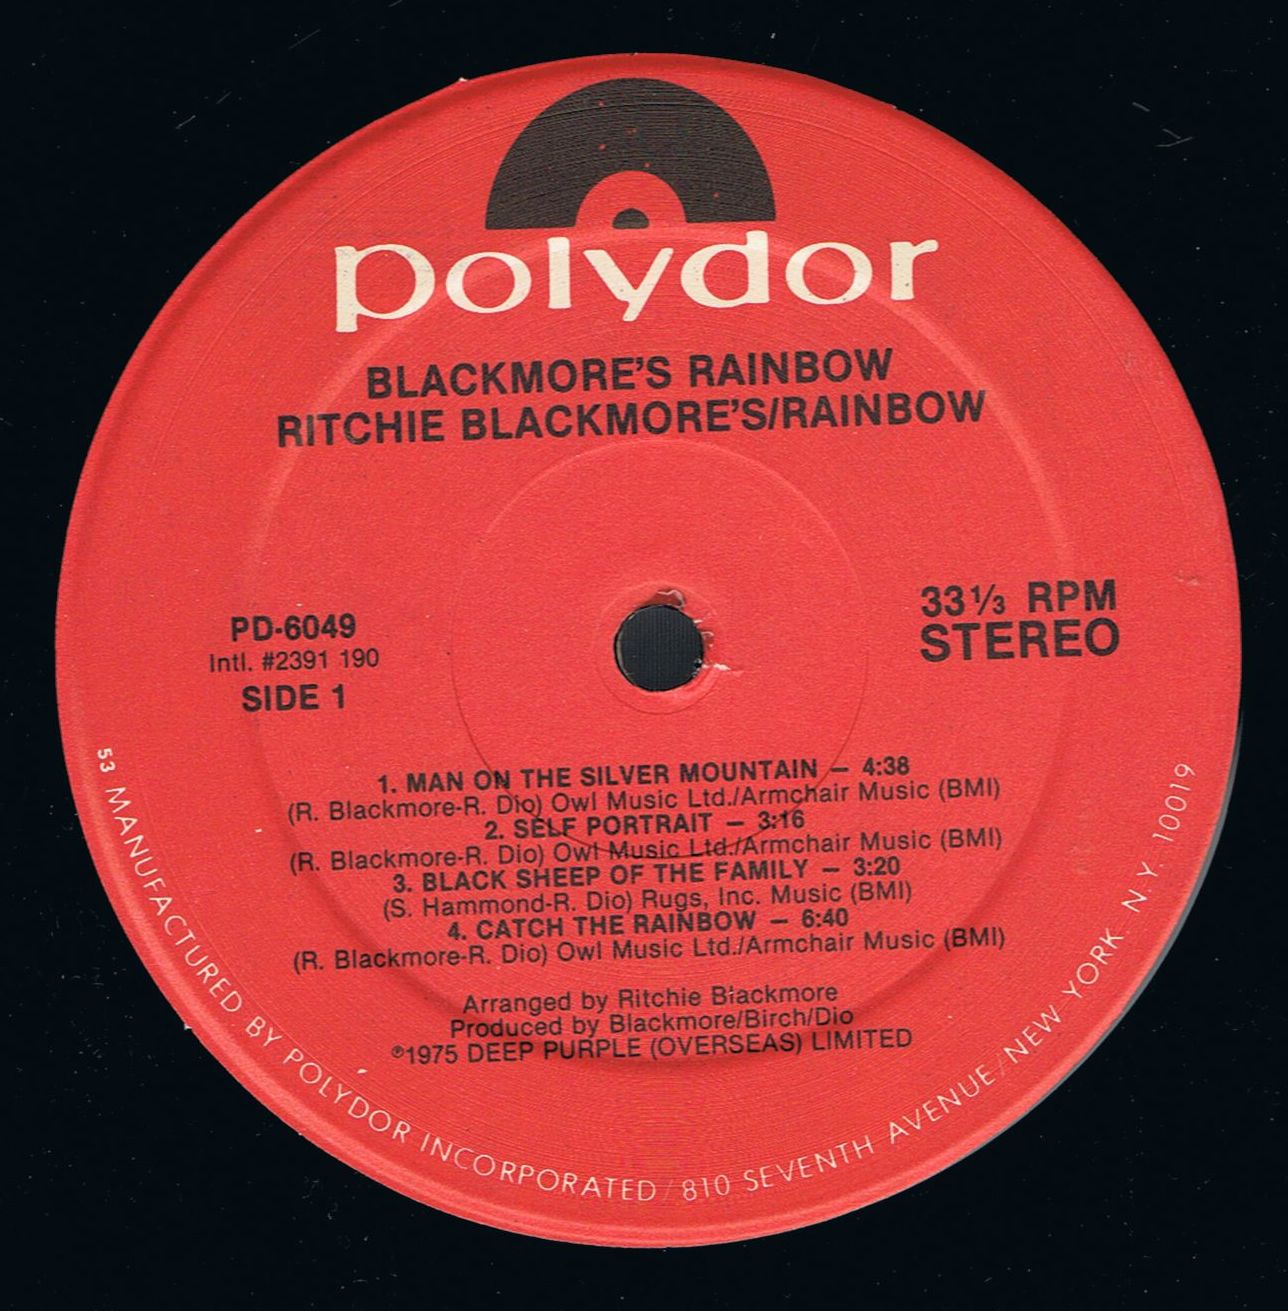 polydor
BLACKMORE'S RAINBOW
RITCHIE BLACKMORE'S/RAINBOW
PD-6049
Intl. #2391 190
SIDE 1
33⅓ RPM
STEREO
1. MAN ON THE SILVER MOUNTAIN – 4:38
(R. Blackmore-R. Dio) Owl Music Ltd./Armchair Music (BMI)
2. SELF PORTRAIT – 3:16
(R. Blackmore-R. Dio) Owl Music Ltd./Armchair Music (BMI)
3. BLACK SHEEP OF THE FAMILY – 3:20
(S. Hammond-R. Dio) Rugs, Inc. Music (BMI)
4. CATCH THE RAINBOW – 6:40
(R. Blackmore-R. Dio) Owl Music Ltd./Armchair Music (BMI)
Arranged by Ritchie Blackmore
Produced by Blackmore/Birch/Dio
℗1975 DEEP PURPLE (OVERSEAS) LIMITED
53 MANUFACTURED BY POLYDOR INCORPORATED/810 SEVENTH AVENUE/NEW YORK N.Y. 10019